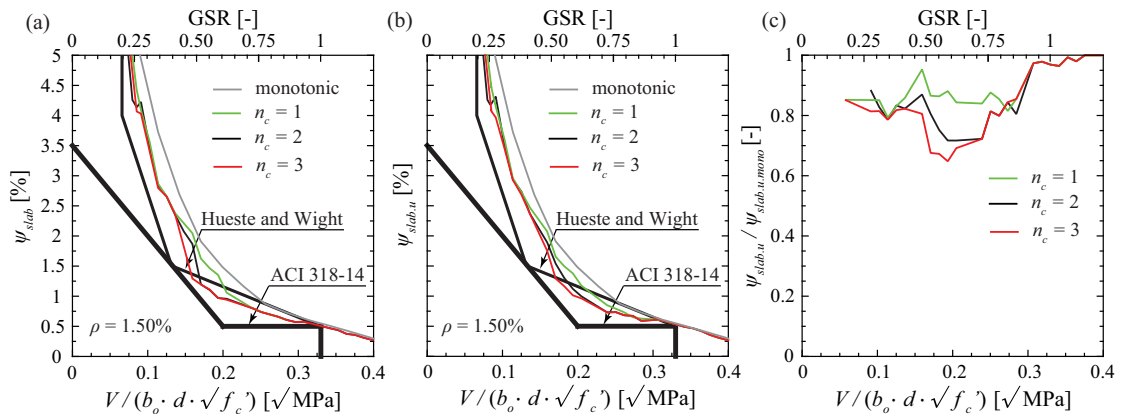 (a)
GSR [-]
0 0.25 0.50 0.75 1
5
4.5
4
3.5
3
2.5
2
1.5
1
0.5
0
ψslab [%]
monotonic
nc = 1
nc = 2
nc = 3
Hueste and Wight
ACI 318-14
ρ = 1.50%
0 0.1 0.2 0.3 0.4
V / (bo · d · √ fc’) [√ MPa]
(b)
GSR [-]
0 0.25 0.50 0.75 1
5
4.5
4
3.5
3
2.5
2
1.5
1
0.5
0
ψslab.u [%]
monotonic
nc = 1
nc = 2
nc = 3
Hueste and Wight
ACI 318-14
ρ = 1.50%
0 0.1 0.2 0.3 0.4
V / (bo · d · √ fc’) [√ MPa]
(c)
GSR [-]
0 0.25 0.50 0.75 1
1
0.8
0.6
0.4
0.2
0
ψslab.u / ψslab.u.mono [-]
nc = 1
nc = 2
nc = 3
0 0.1 0.2 0.3 0.4
V / (bo · d · √ fc’) [√ MPa]